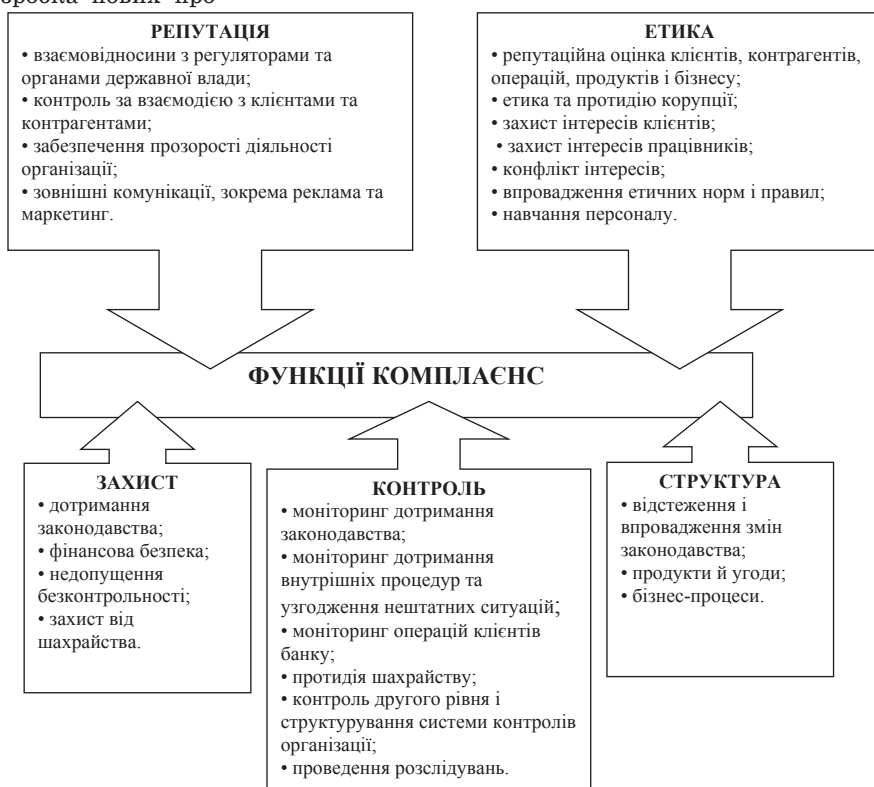 нових про
РЕПУТАЦІЯ
• взаємовідносини з регуляторами та
органами державної влади;
• контроль за взаємодією з клієнтами та
контрагентами;
• забезпечення прозорості діяльності
організації;
• зовнішні комунікації, зокрема реклама та
маркетинг.
ЕТИКА
• репутаційна оцінка клієнтів, контрагентів,
операцій, продуктів і бізнесу;
• етика та протидію корупції;
• захист інтересів клієнтів;
• захист інтересів працівників;
• конфлікт інтересів;
• впровадження етичних норм і правил;
• навчання персоналу.
ФУНКЦІЇ КОМПЛАЄНС
ЗАХИСТ
• дотримання
законодавства;
• фінансова безпека;
• недопущення
безконтрольності;
• захист від
шахрайства.
КОНТРОЛЬ
• моніторинг дотримання
законодавства;
• моніторинг дотримання
внутрішніх процедур та
узгодження нештатних ситуацій;
• моніторинг операцій клієнтів
банку;
• протидія шахрайству;
• контроль другого рівня і
структурування системи контролів
організації;
• проведення розслідувань.
СТРУКТУРА
• відстеження і
впровадження змін
законодавства;
• продукти й угоди;
• бізнес-процеси.